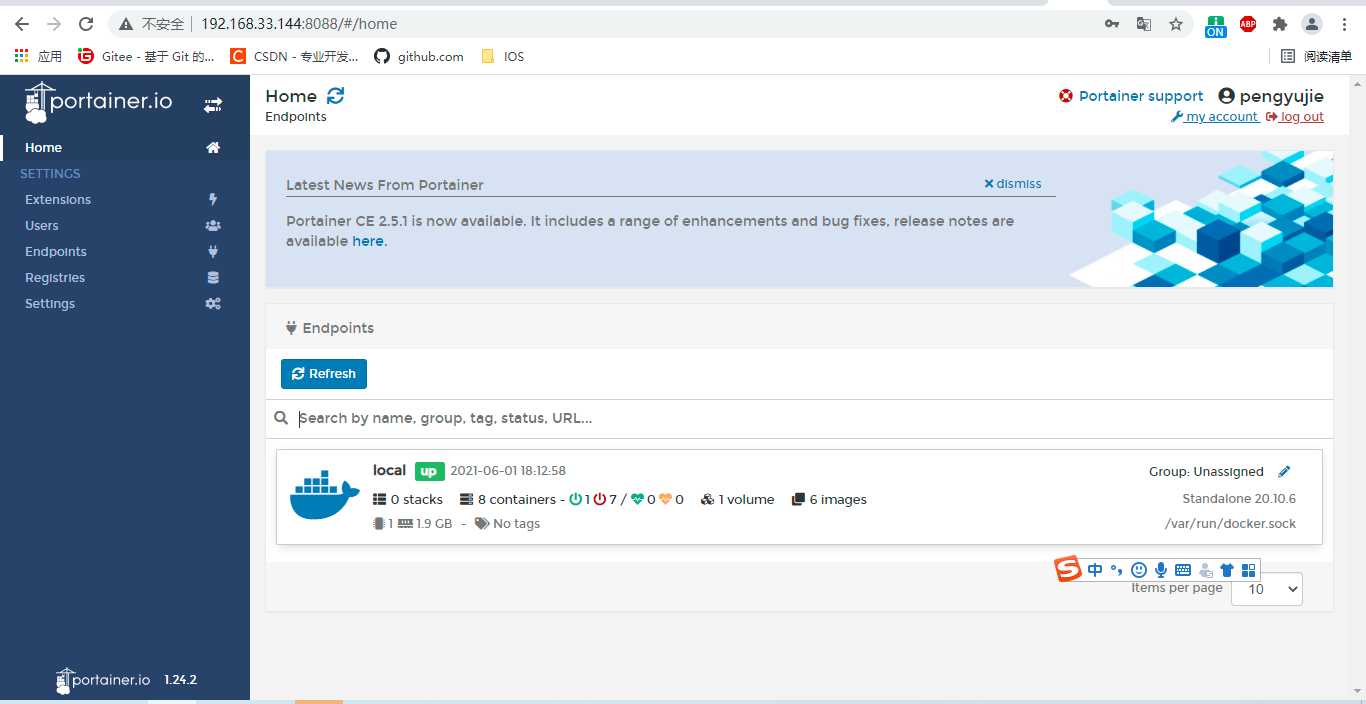 不安全 192.168.33.144:8088/#/home
应用 Gitee - 基于 Git 的... CSDN - 专业开发... github.com IOS 阅读清单
portainer.io
Home
SETTINGS
Extensions
Users
Endpoints
Registries
Settings
portainer.io 1.24.2
Home
Endpoints
Portainer support pengyujie
my account log out
Latest News From Portainer
dismiss
Portainer CE 2.5.1 is now available. It includes a range of enhancements and bug fixes, release notes are
available here.
Endpoints
Refresh
Search by name, group, tag, status, URL...
local up 2021-06-01 18:12:58 Group: Unassigned
0 stacks 8 containers - 1 7 / 0 0 1 volume 6 images Standalone 20.10.6
1 1.9 GB - No tags /var/run/docker.sock
中
Items per page 10
ON
ABP